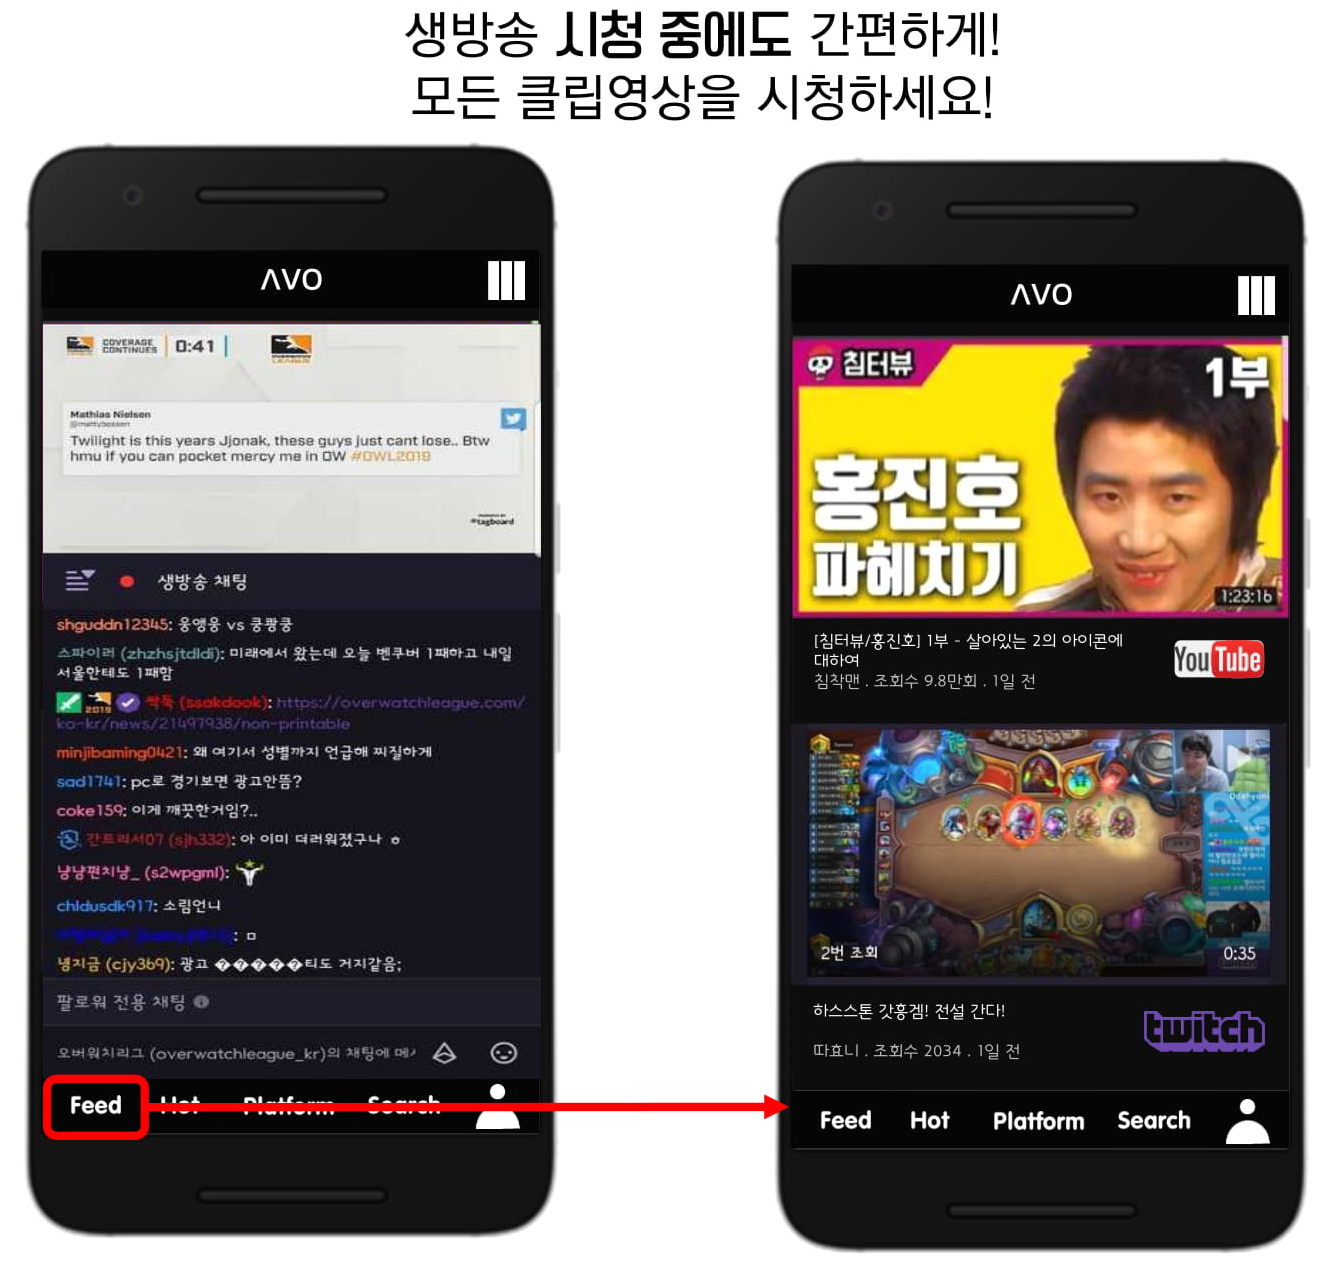 생방송 시청 중에도 간편하게!
모든 클립영상을 시청하세요!
AVO
COVERAGE CONTINUES 0:41
Mathias Nielsen
@mattybossen
Twilight is this years Jjonak, these guys just cant lose.. Btw
hmu if you can pocket mercy me in OW #OWL2019
tagboard
생방송 채팅
shguddn12345: 웅앵웅 vs 쿵쾅쿵
스파이러 (zhzhsjtdldi): 미래에서 왔는데 오늘 벤쿠버 1패하고 내일
서울한테도 1패함
2019 싹둑 (ssakdook): https://overwatchleague.com/
ko-kr/news/21497938/non-printable
minjibaming0421: 왜 여기서 성별까지 언급해 찌질하게
sad1741: pc로 경기보면 광고안뜸?
coke159: 이게 깨끗한거임?..
간트리서07 (sjh332): 아 이미 더러워졌구나 ㅎ
냥냥펀치냥_ (s2wpgml):
chldusdk917: 소림언니
: ㅁ
냉지금 (cjy369): 광고 �����티도 거지같음;
팔로워 전용 채팅
오버워치리그 (overwatchleague_kr)의 채팅에 메시
Feed Hot Platform Search
AVO
침터뷰 1부
홍진호
파헤치기
1:23:16
[침터뷰/홍진호] 1부 - 살아있는 2의 아이콘에
대하여
침착맨 . 조회수 9.8만회 . 1일 전
YouTube
2번 조회 0:35
하스스톤 갓흥겜! 전설 간다!
따효니 . 조회수 2034 . 1일 전
twitch
Feed Hot Platform Search